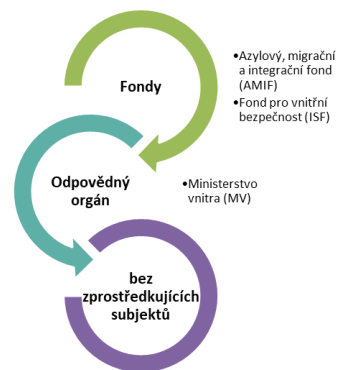 Fondy
•Azylový, migrační
a integrační fond
(AMIF)
•Fond pro vnitřní
bezpečnost (ISF)
Odpovědný
orgán
•Ministerstvo
vnitra (MV)
bez
zprostředkujících
subjektů